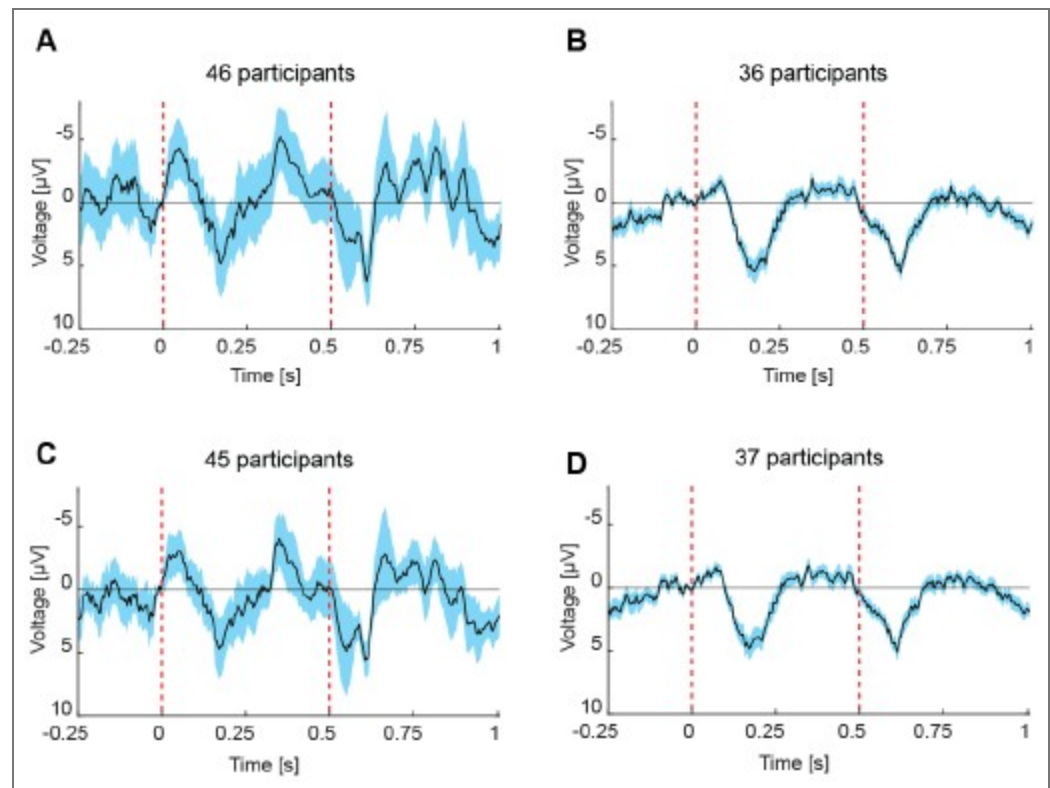 A
46 participants
-5
0
5
10
Voltage [µV]
-0.25 0 0.25 0.5 0.75 1
Time [s]
B
36 participants
-5
0
5
10
Voltage [µV]
-0.25 0 0.25 0.5 0.75 1
Time [s]
C
45 participants
-5
0
5
10
Voltage [µV]
-0.25 0 0.25 0.5 0.75 1
Time [s]
D
37 participants
-5
0
5
10
Voltage [µV]
-0.25 0 0.25 0.5 0.75 1
Time [s]